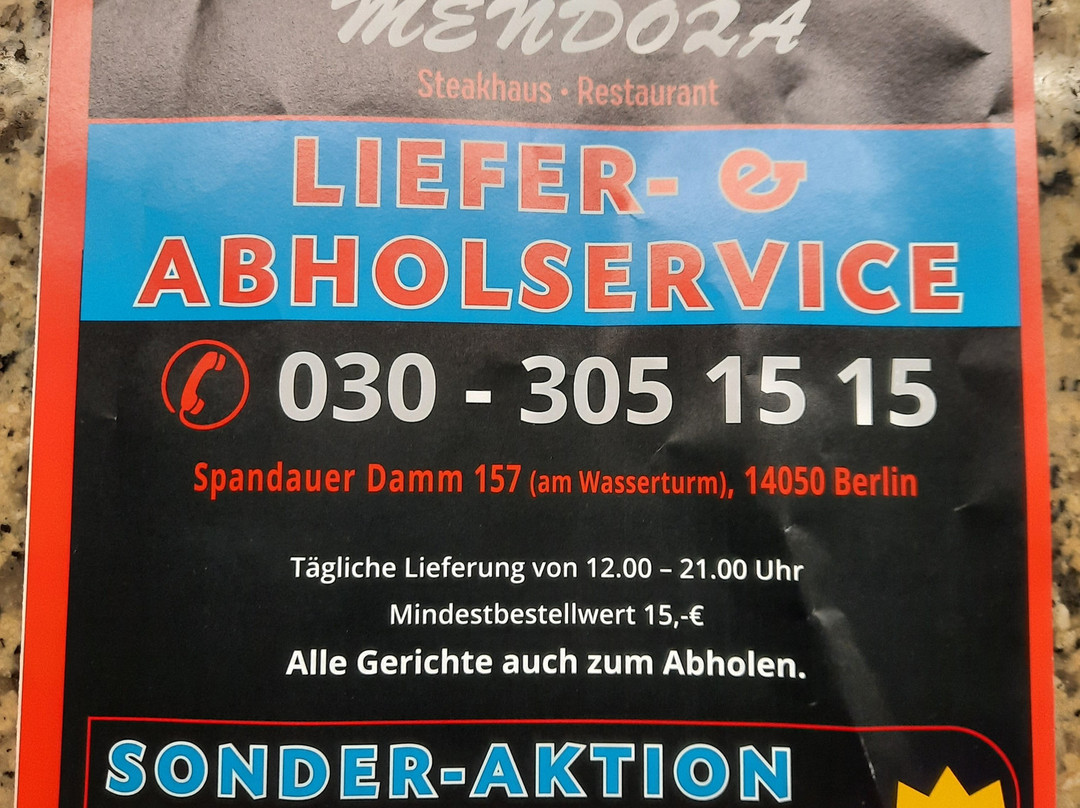 MENDOZA
Steakhaus • Restaurant
LIEFER- &
ABHOLSERVICE
030 - 305 15 15
Spandauer Damm 157 (am Wasserturm), 14050 Berlin
Tägliche Lieferung von 12.00 – 21.00 Uhr
Mindestbestellwert 15,-€
Alle Gerichte auch zum Abholen.
SONDER-AKTION